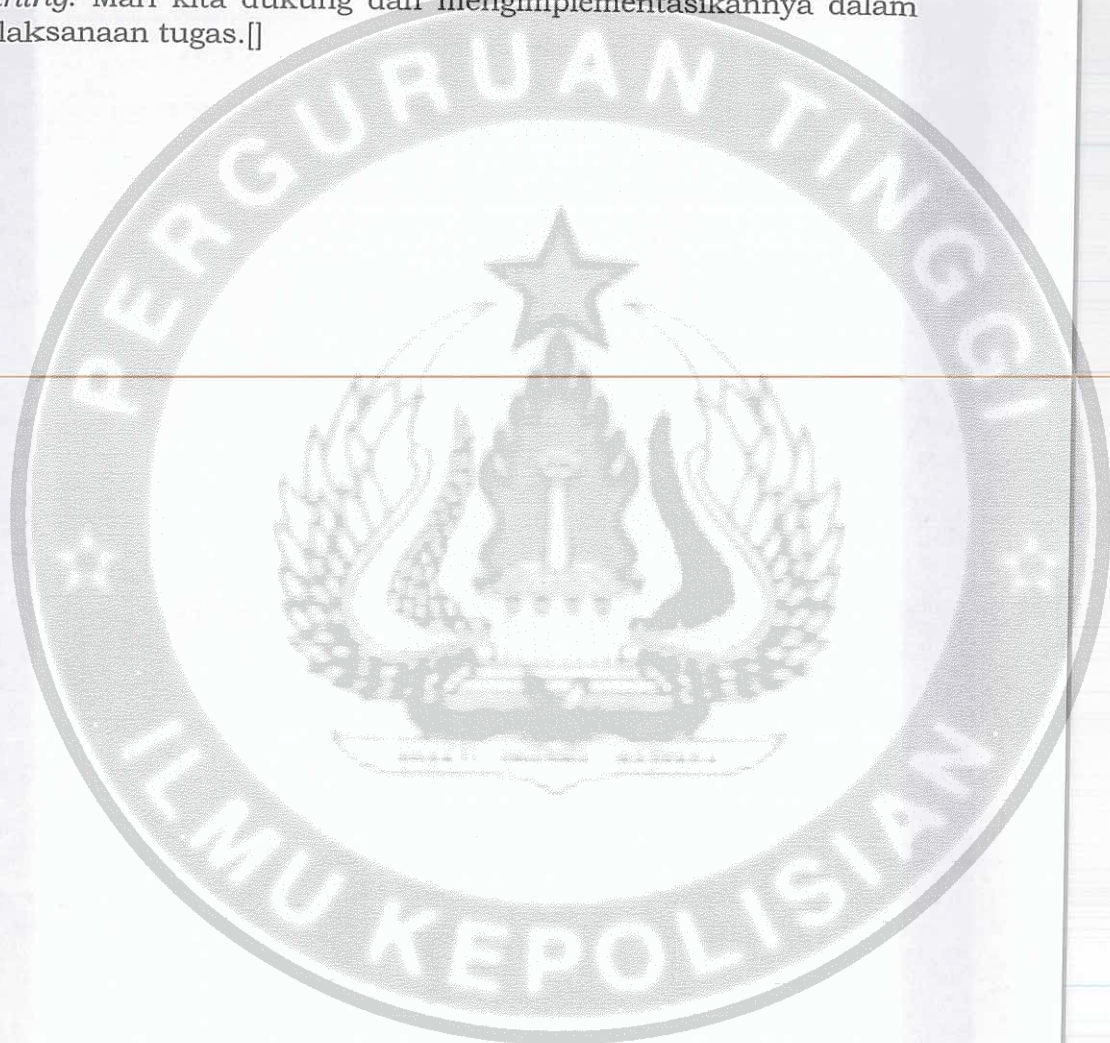 Mari kita dukung dan mengimplementasikannya dalam
laksanaan tugas.[]
PERGURUAN TINGGI
ILMU KEPOLISIAN